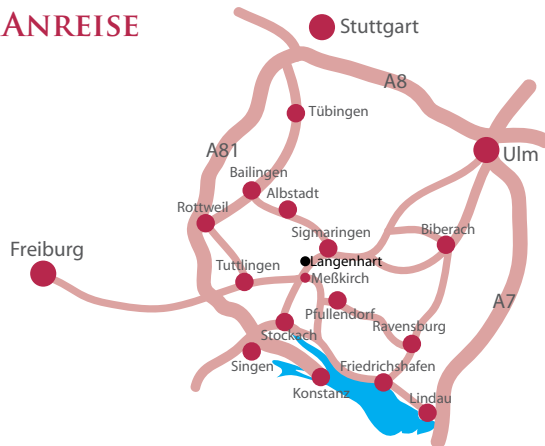 ANREISE
Stuttgart
A8
Tübingen
Ulm
A81
Bailingen
Albstadt
Rottweil
Sigmaringen
Biberach
Freiburg
Langenhart
Tuttlingen
Meßkirch
A7
Pfullendorf
Ravensburg
Stockach
Friedrichshafen
Singen
Konstanz
Lindau